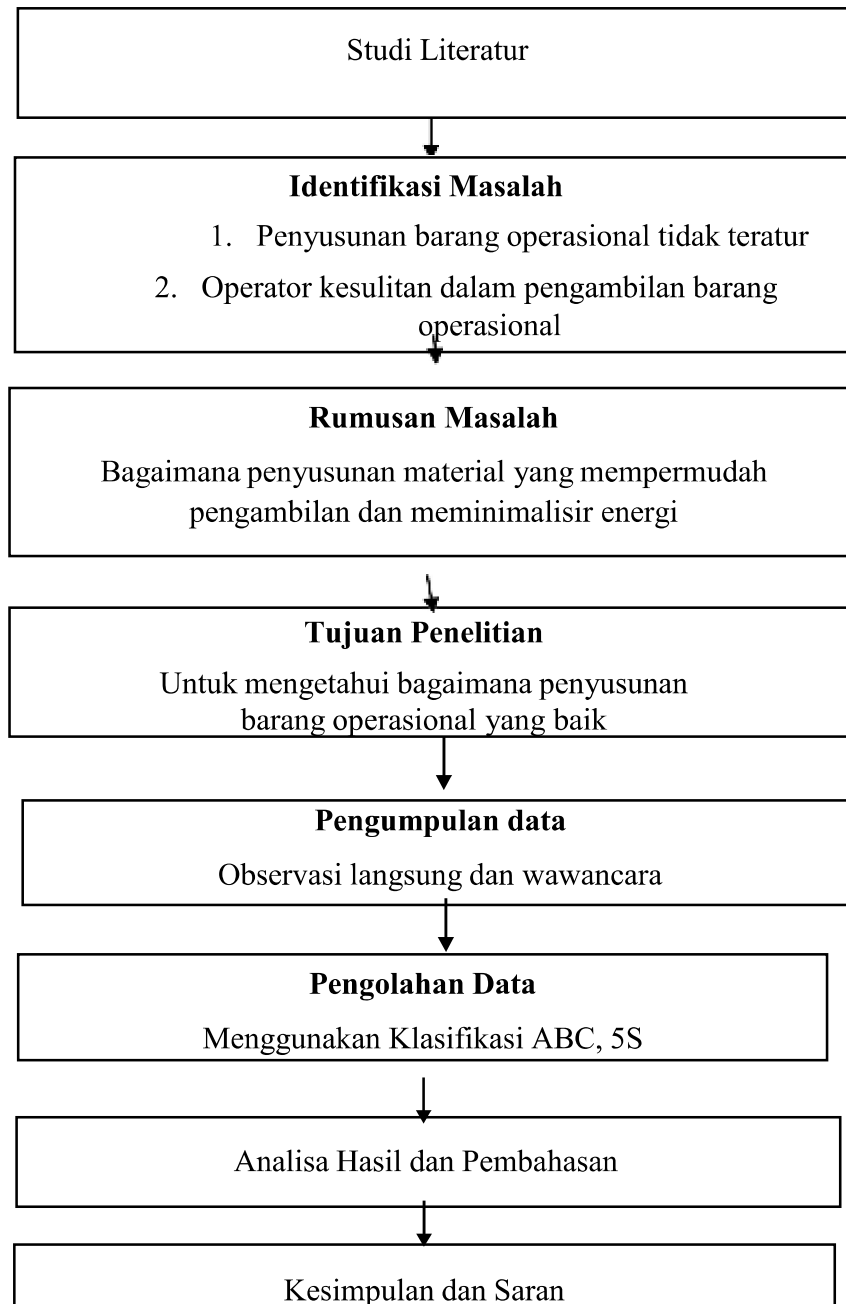 Studi Literatur
Identifikasi Masalah
1. Penyusunan barang operasional tidak teratur
2. Operator kesulitan dalam pengambilan barang
operasional
Rumusan Masalah
Bagaimana penyusunan material yang mempermudah
pengambilan dan meminimalisir energi
Tujuan Penelitian
Untuk mengetahui bagaimana penyusunan
barang operasional yang baik
Pengumpulan data
Observasi langsung dan wawancara
Pengolahan Data
Menggunakan Klasifikasi ABC, 5S
Analisa Hasil dan Pembahasan
Kesimpulan dan Saran